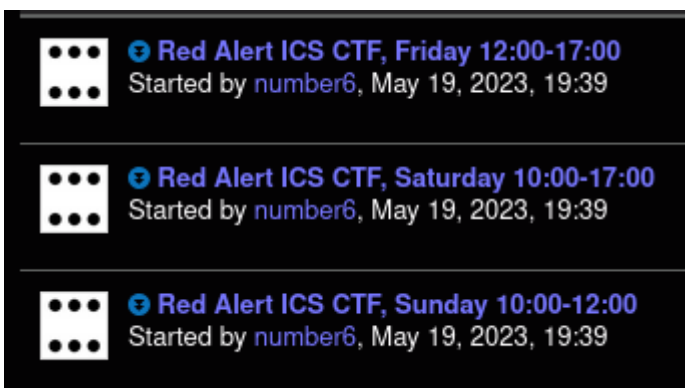 Red Alert ICS CTF, Friday 12:00-17:00
Started by number6, May 19, 2023, 19:39
Red Alert ICS CTF, Saturday 10:00-17:00
Started by number6, May 19, 2023, 19:39
Red Alert ICS CTF, Sunday 10:00-12:00
Started by number6, May 19, 2023, 19:39